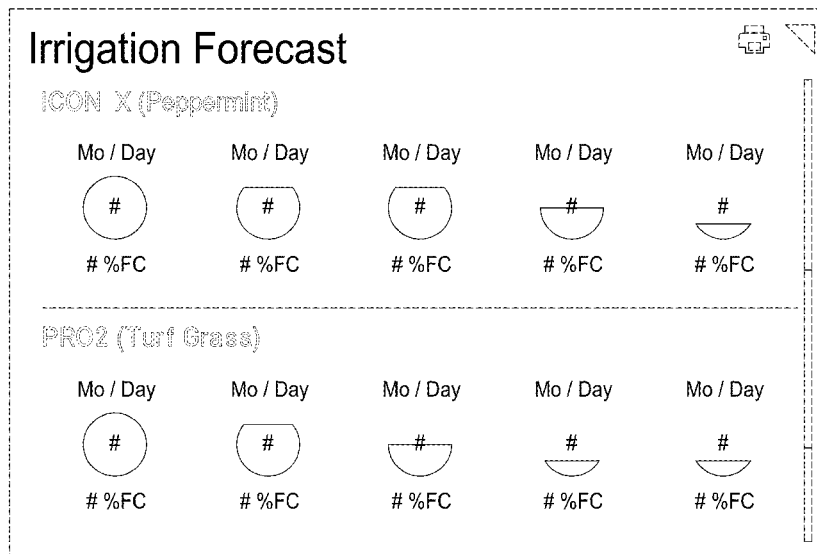 Irrigation Forecast
ICON X (Peppermint)
Mo / Day Mo / Day Mo / Day Mo / Day Mo / Day
# # # # #
# %FC # %FC # %FC # %FC # %FC
PRO2 (Turf Grass)
Mo / Day Mo / Day Mo / Day Mo / Day Mo / Day
# # # # #
# %FC # %FC # %FC # %FC # %FC